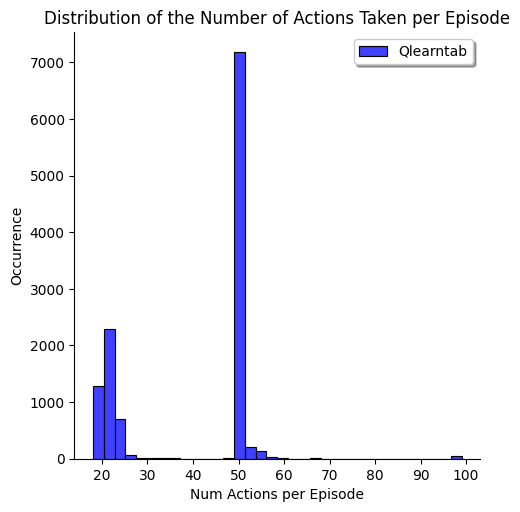 Distribution of the Number of Actions Taken per Episode
Qlearntab
7000
6000
5000
4000
3000
2000
1000
0
Occurrence
20 30 40 50 60 70 80 90 100
Num Actions per Episode